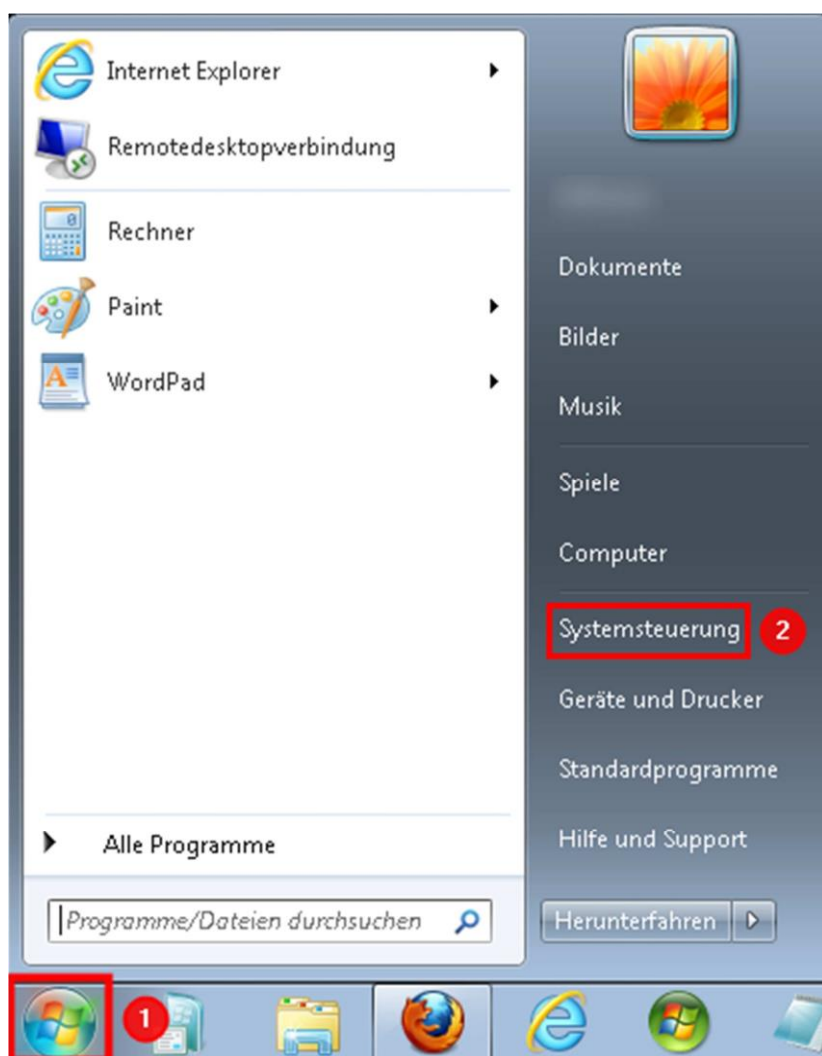 Internet Explorer
Remotedesktopverbindung
Rechner
Paint
WordPad
Alle Programme
Programme/Dateien durchsuchen
Dokumente
Bilder
Musik
Spiele
Computer
Systemsteuerung 2
Geräte und Drucker
Standardprogramme
Hilfe und Support
Herunterfahren
1